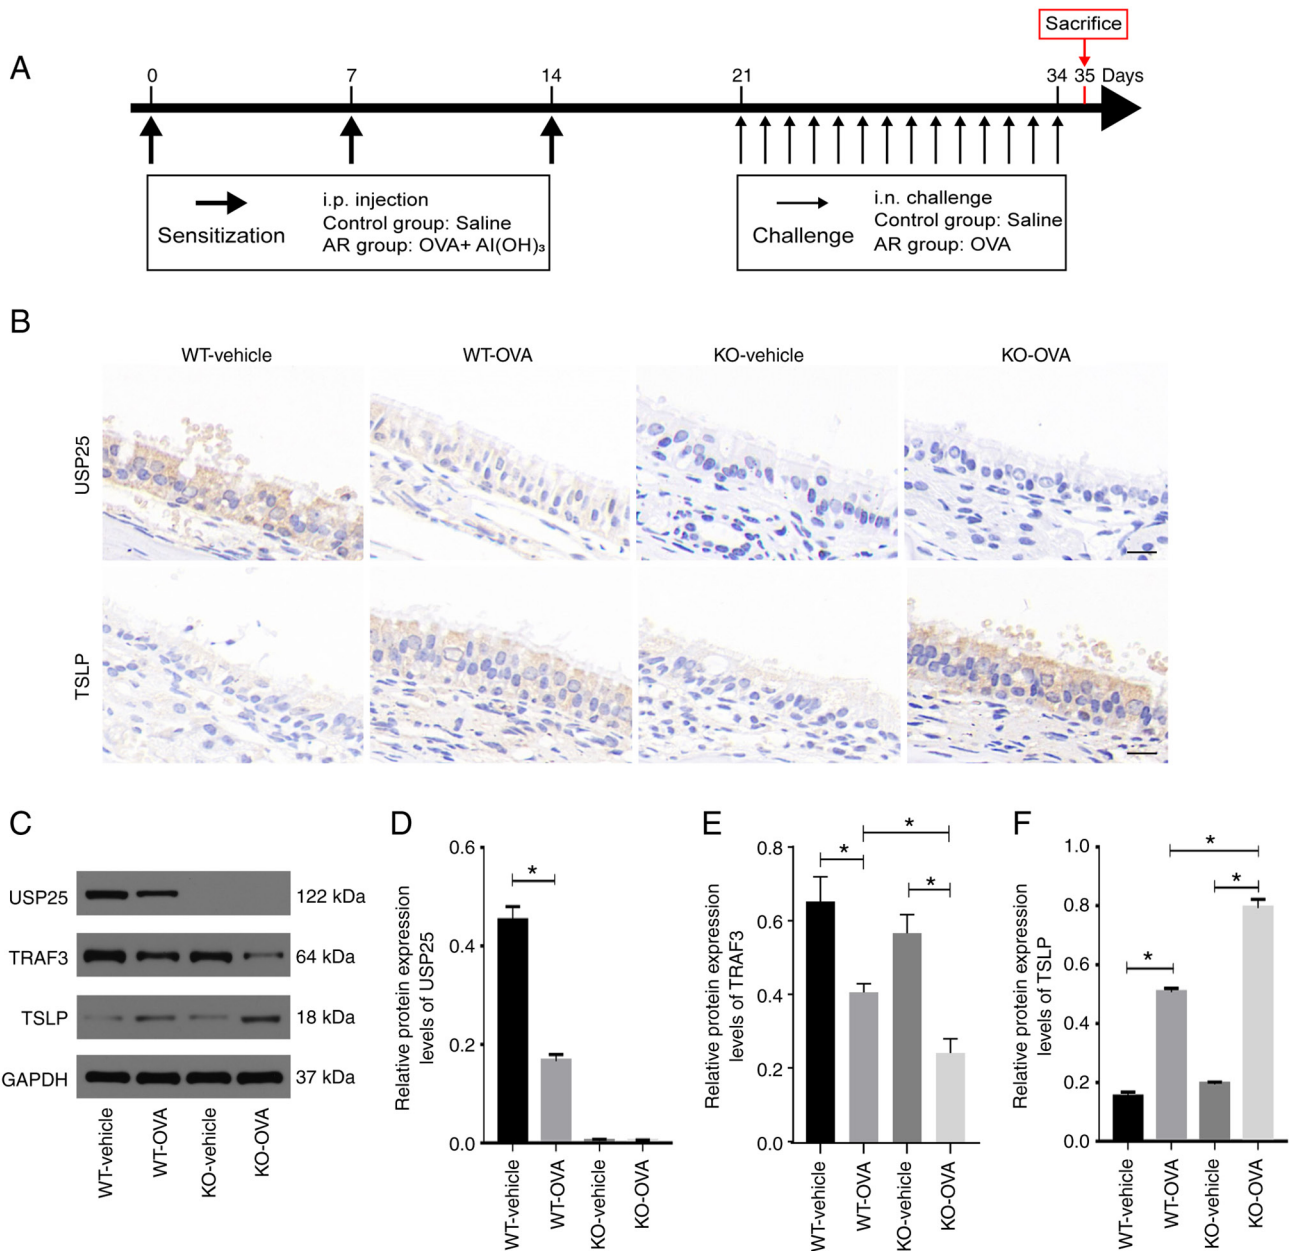 Sacrifice
A
0 7 14 21 34 35 Days
i.p. injection
Control group: Saline
Sensitization
AR group: OVA+ Al(OH)₃
i.n. challenge
Control group: Saline
Challenge
AR group: OVA
B
WT-vehicle WT-OVA KO-vehicle KO-OVA
USP25
TSLP
C
USP25 122 kDa
TRAF3 64 kDa
TSLP 18 kDa
GAPDH 37 kDa
WT-vehicle WT-OVA KO-vehicle KO-OVA
D
Relative protein expression
levels of USP25
0.6
0.4
0.2
0.0
*
WT-vehicle WT-OVA KO-vehicle KO-OVA
E
Relative protein expression
levels of TRAF3
0.8
0.6
0.4
0.2
0.0
*
*
*
WT-vehicle WT-OVA KO-vehicle KO-OVA
F
Relative protein expression
levels of TSLP
1.0
0.8
0.6
0.4
0.2
0.0
*
*
*
WT-vehicle WT-OVA KO-vehicle KO-OVA